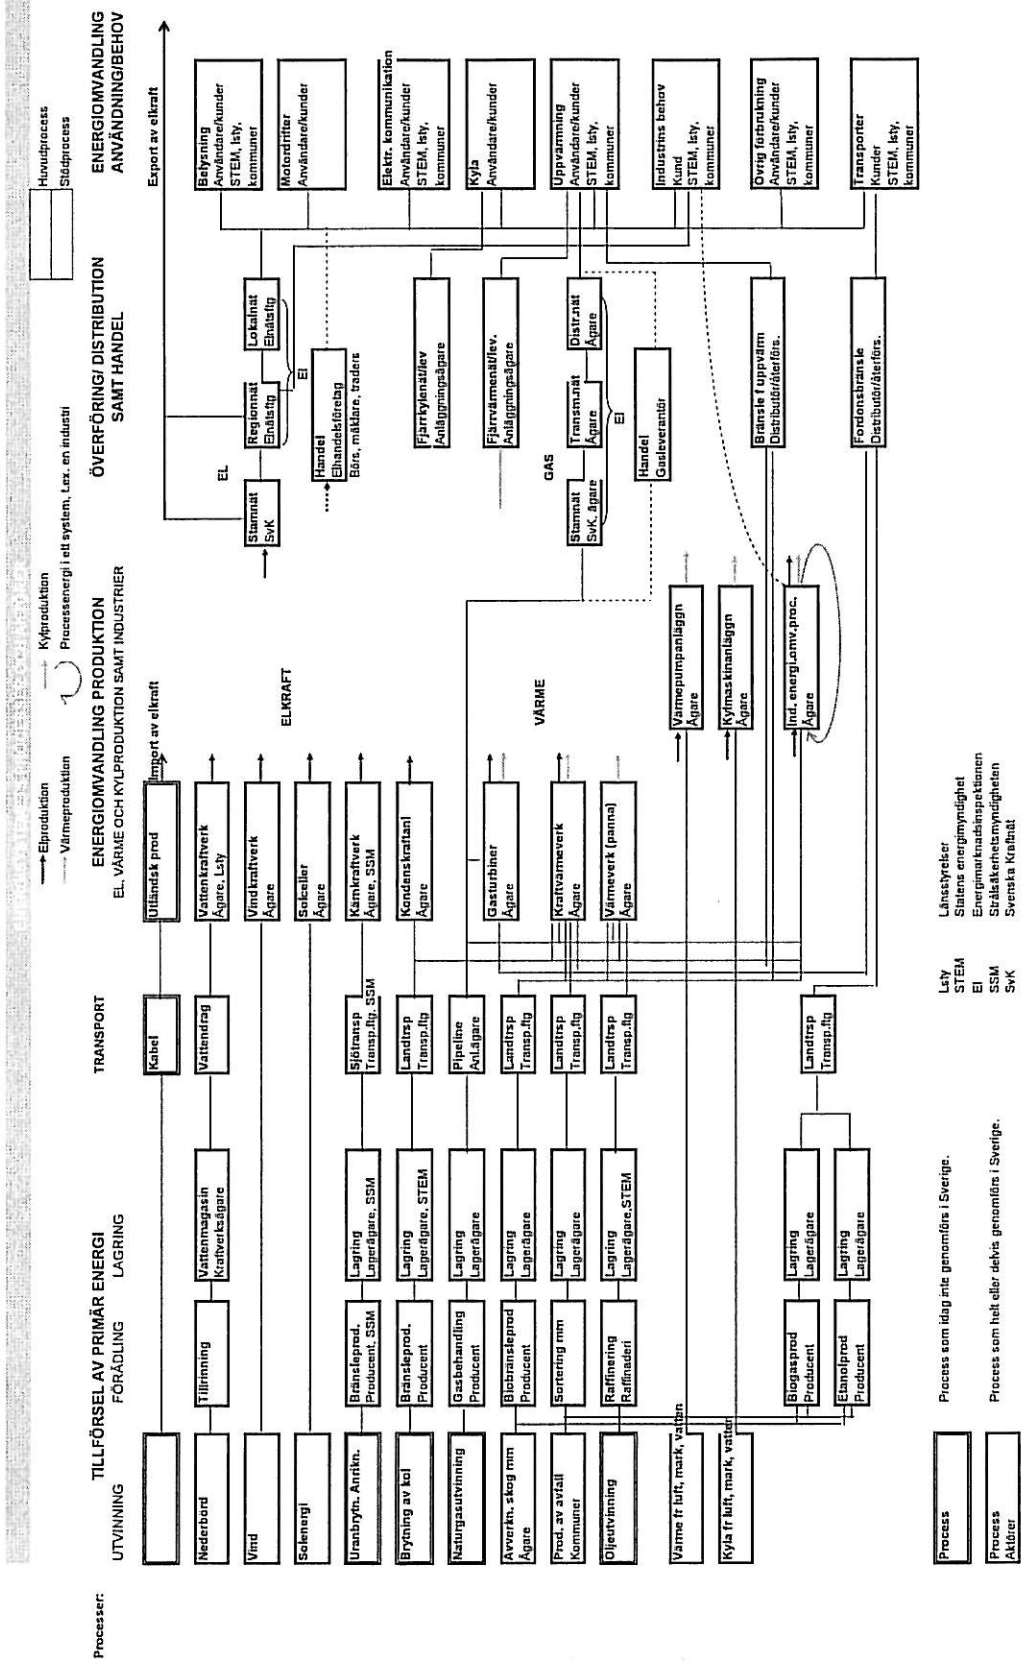 Processer:
TILLFÖRSEL AV PRIMÄR ENERGI
UTVINNING
FÖRÄDLING
LAGRING
TRANSPORT
ENERGIOMVANDLING PRODUKTION
EL, VÄRME OCH KYLPRODUKTION SAMT INDUSTRIER
ÖVERFÖRING/ DISTRIBUTION
SAMT HANDEL
ENERGIOMVANDLING
ANVÄNDNING/BEHOV
Elproduktion
Värmeproduktion
Kylproduktion
Processenergi i ett system, t.ex. en industri
Huvudprocess
Stödprocess
Kabel
Utländsk prod
Import av elkraft
Export av elkraft
Nederbörd
Tillrinning
Vattenmagasin
Kraftverksägare
Vattendrag
Vattenkraftverk
Ägare, Lsty
Vind
Vindkraftverk
Ägare
Solenergi
Solceller
Ägare
Uranbrytn. Anrikn.
Bränsleprod.
Producent, SSM
Lagring
Lagerägare, SSM
Sjötransp
Transp.ftg, SSM
Kärnkraftverk
Ägare, SSM
Brytning av kol
Bränsleprod.
Producent
Lagring
Lagerägare, STEM
Landtrsp
Transp.ftg
Kondenskraftanl
Ägare
Naturgasutvinning
Gasbehandling
Producent
Lagring
Lagerägare
Pipeline
Anl.ägare
Gasturbiner
Ägare
Avverkn. skog mm
Ägare
Biobränsleprod
Producent
Lagring
Lagerägare
Landtrsp
Transp.ftg
Kraftvärmeverk
Ägare
Prod. av avfall
Kommuner
Sortering mm
Lagring
Lagerägare
Landtrsp
Transp.ftg
Värmeverk (panna)
Ägare
Oljeutvinning
Raffinering
Raffinaderi
Lagring
Lagerägare,STEM
Landtrsp
Transp.ftg
Värme fr luft, mark, vatten
Värmepumpanläggn
Ägare
Kyla fr luft, mark, vatten
Kylmaskinanläggn
Ägare
Biogasprod
Producent
Lagring
Lagerägare
Etanolprod
Producent
Lagring
Lagerägare
Landtrsp
Transp.ftg
Ind. energi.omv.proc.
Ägare
ELKRAFT
VÄRME
EL
Stamnät
SvK
Regionnät
Elnätsftg
Lokalnät
Elnätsftg
EI
Handel
Elhandelsföretag
Börs, mäklare, traders
Fjärrkylenät/lev
Anläggningsägare
Fjärrvärmenät/lev.
Anläggningsägare
GAS
Stamnät
SvK, ägare
Transm.nät
Ägare
Distr.nät
Ägare
EI
Handel
Gasleverantör
Bränsle f uppvärm
Distributör/återförs.
Fordonsbränsle
Distributör/återförs.
Belysning
Användare/kunder
STEM, lsty,
kommuner
Motordrifter
Användare/kunder
Elektr. kommunikation
Användare/kunder
STEM, lsty,
kommuner
Kyla
Användare/kunder
Uppvärmning
Användare/kunder
STEM, lsty,
kommuner
Industrins behov
Kund
STEM, lsty,
kommuner
Övrig förbrukning
Användare/kunder
STEM, lsty,
kommuner
Transporter
Kunder
STEM, lsty,
kommuner
Process
Process som idag inte genomförs i Sverige.
Process
Aktörer
Process som helt eller delvis genomförs i Sverige.
Lsty Länsstyrelser
STEM Statens energimyndighet
EI Energimarknadsinspektionen
SSM Strålsäkerhetsmyndigheten
SvK Svenska Kraftnät